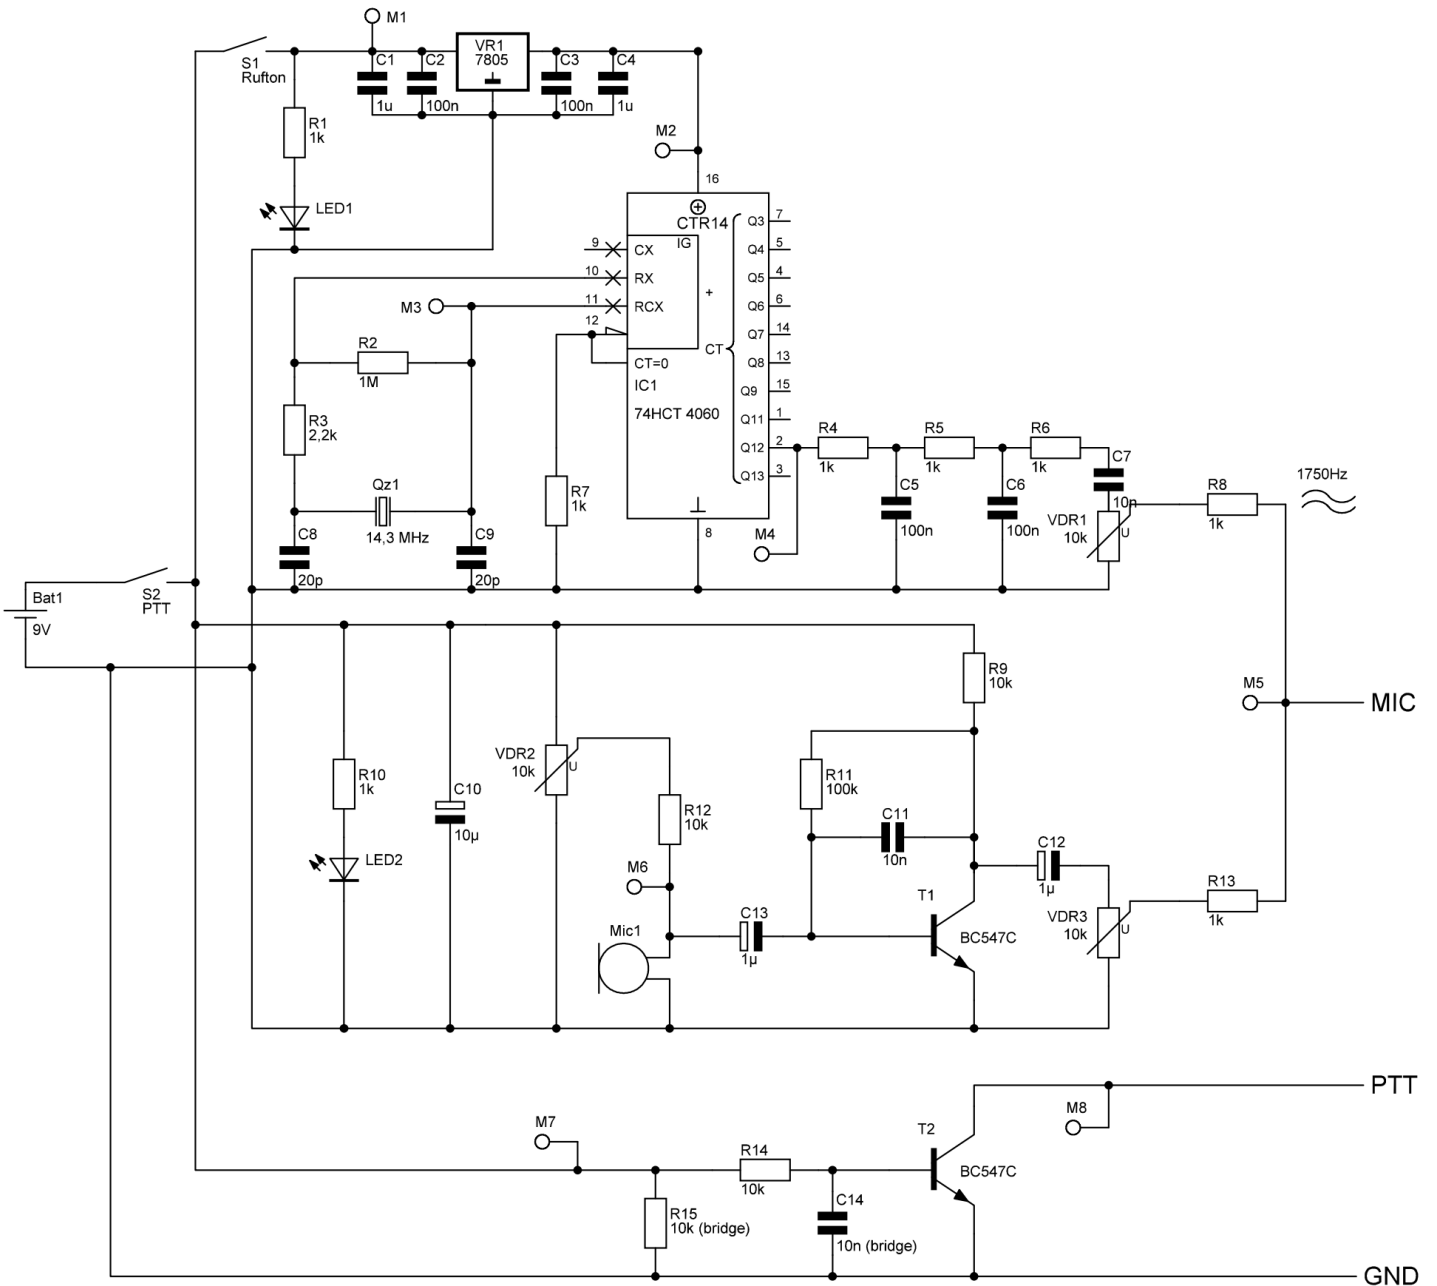 M1
S1
Rufton
C1
1u
C2
100n
VR1
7805
C3
100n
C4
1u
R1
1k
LED1
M2
16
CTR14
IG
9
CX
10
RX
M3
11
RCX
12
+
CT
CT=0
IC1
74HCT 4060
Q3
7
Q4
5
Q5
4
Q6
6
Q7
14
Q8
13
Q9
15
Q11
1
Q12
2
Q13
3
8
R2
1M
R3
2,2k
Qz1
14,3 MHz
C8
20p
C9
20p
R7
1k
M4
R4
1k
R5
1k
R6
1k
C5
100n
C6
100n
C7
10n
VDR1
10k
U
R8
1k
1750Hz
Bat1
9V
S2
PTT
R9
10k
M5
MIC
VDR2
10k
U
R10
1k
C10
10µ
LED2
R12
10k
M6
Mic1
C13
1µ
R11
100k
C11
10n
T1
BC547C
C12
1µ
VDR3
10k
U
R13
1k
PTT
M8
M7
R14
10k
T2
BC547C
R15
10k (bridge)
C14
10n (bridge)
GND